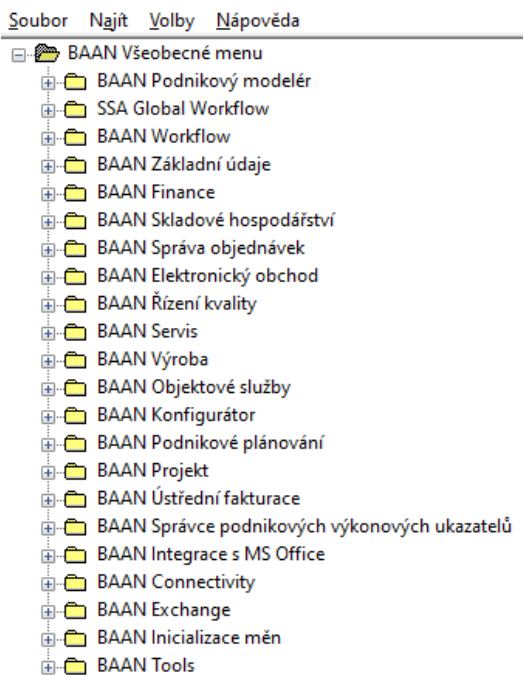 Soubor Najít Volby Nápověda
BAAN Všeobecné menu
BAAN Podnikový modelér
SSA Global Workflow
BAAN Workflow
BAAN Základní údaje
BAAN Finance
BAAN Skladové hospodářství
BAAN Správa objednávek
BAAN Elektronický obchod
BAAN Řízení kvality
BAAN Servis
BAAN Výroba
BAAN Objektové služby
BAAN Konfigurátor
BAAN Podnikové plánování
BAAN Projekt
BAAN Ústřední fakturace
BAAN Správce podnikových výkonových ukazatelů
BAAN Integrace s MS Office
BAAN Connectivity
BAAN Exchange
BAAN Inicializace měn
BAAN Tools